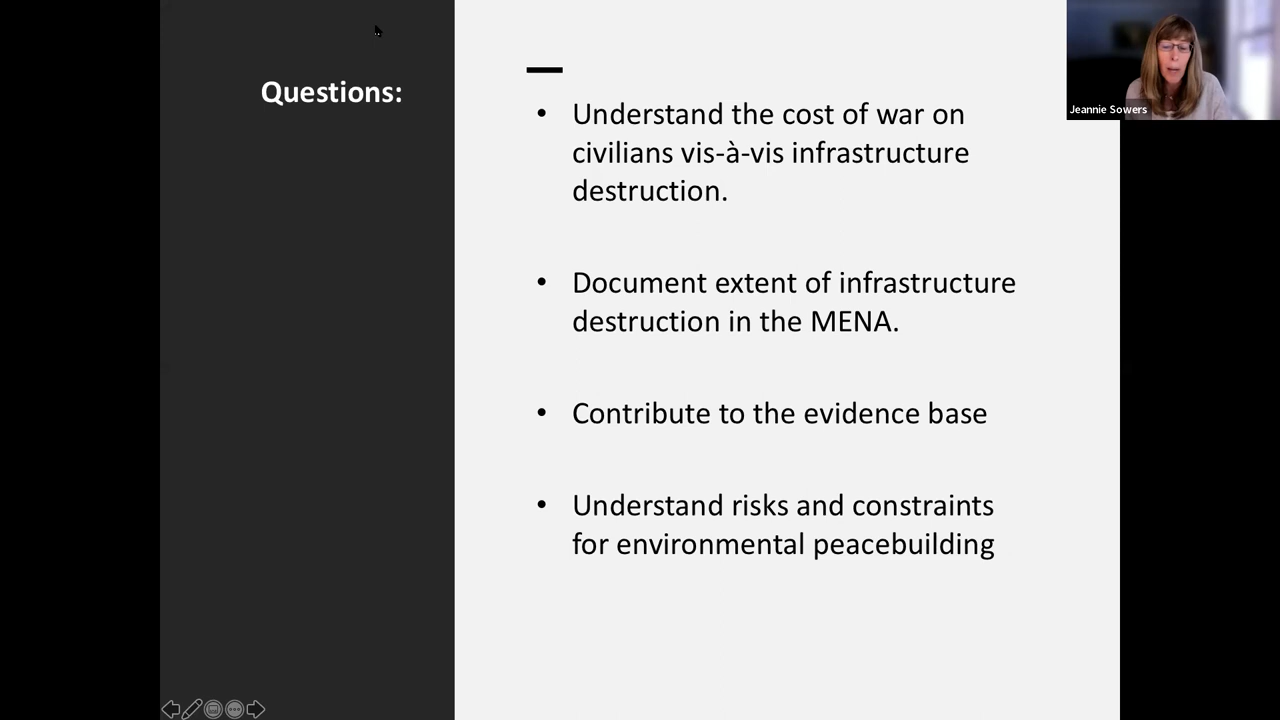 Questions:
• Understand the cost of war on
civilians vis-à-vis infrastructure
destruction.
• Document extent of infrastructure
destruction in the MENA.
• Contribute to the evidence base
• Understand risks and constraints
for environmental peacebuilding
Jeannie Sowers